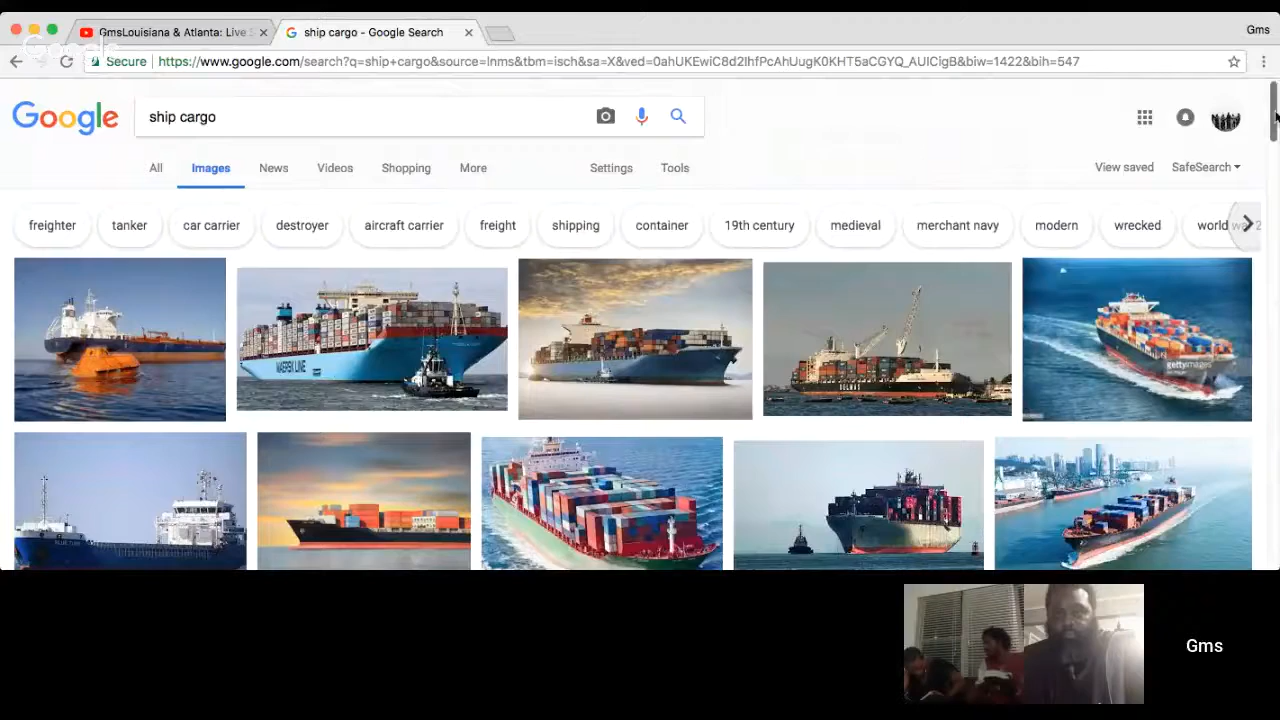 GmsLouisiana & Atlanta: Live S
ship cargo - Google Search
Gms
Google
Secure
https://www.google.com/search?q=ship+cargo&source=lnms&tbm=isch&sa=X&ved=0ahUKEwiC8d2lhfPcAhUugK0KHT5aCGYQ_AUICigB&biw=1422&bih=547
Google
ship cargo
All Images News Videos Shopping More Settings Tools View saved SafeSearch
freighter tanker car carrier destroyer aircraft carrier freight shipping container 19th century medieval merchant navy modern wrecked world
MAERSK LINE
DELMAS
gettyimages
Gms